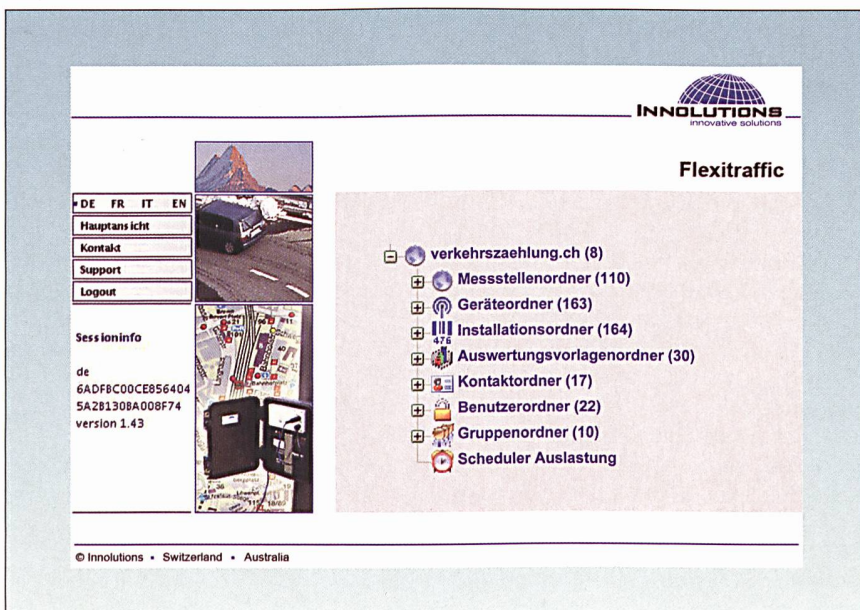 INNOLUTIONS
innovative solutions
Flexitraffic
DE FR IT EN
Hauptansicht
Kontakt
Support
Logout
Sessioninfo
de
6ADFBC00CE856404
5A2B130BA008F74
version 1.43
verkehrszaehlung.ch (8)
Messstellenordner (110)
Geräteordner (163)
476
Installationsordner (164)
Auswertungsvorlagenordner (30)
Kontaktordner (17)
Benutzerordner (22)
Gruppenordner (10)
Scheduler Auslastung
© Innolutions ▪ Switzerland ▪ Australia